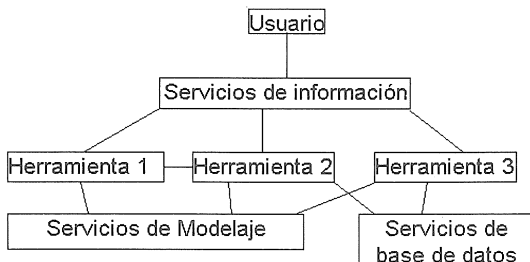 Usuario
Servicios de información
Herramienta 1
Herramienta 2
Herramienta 3
Servicios de Modelaje
Servicios de
base de datos